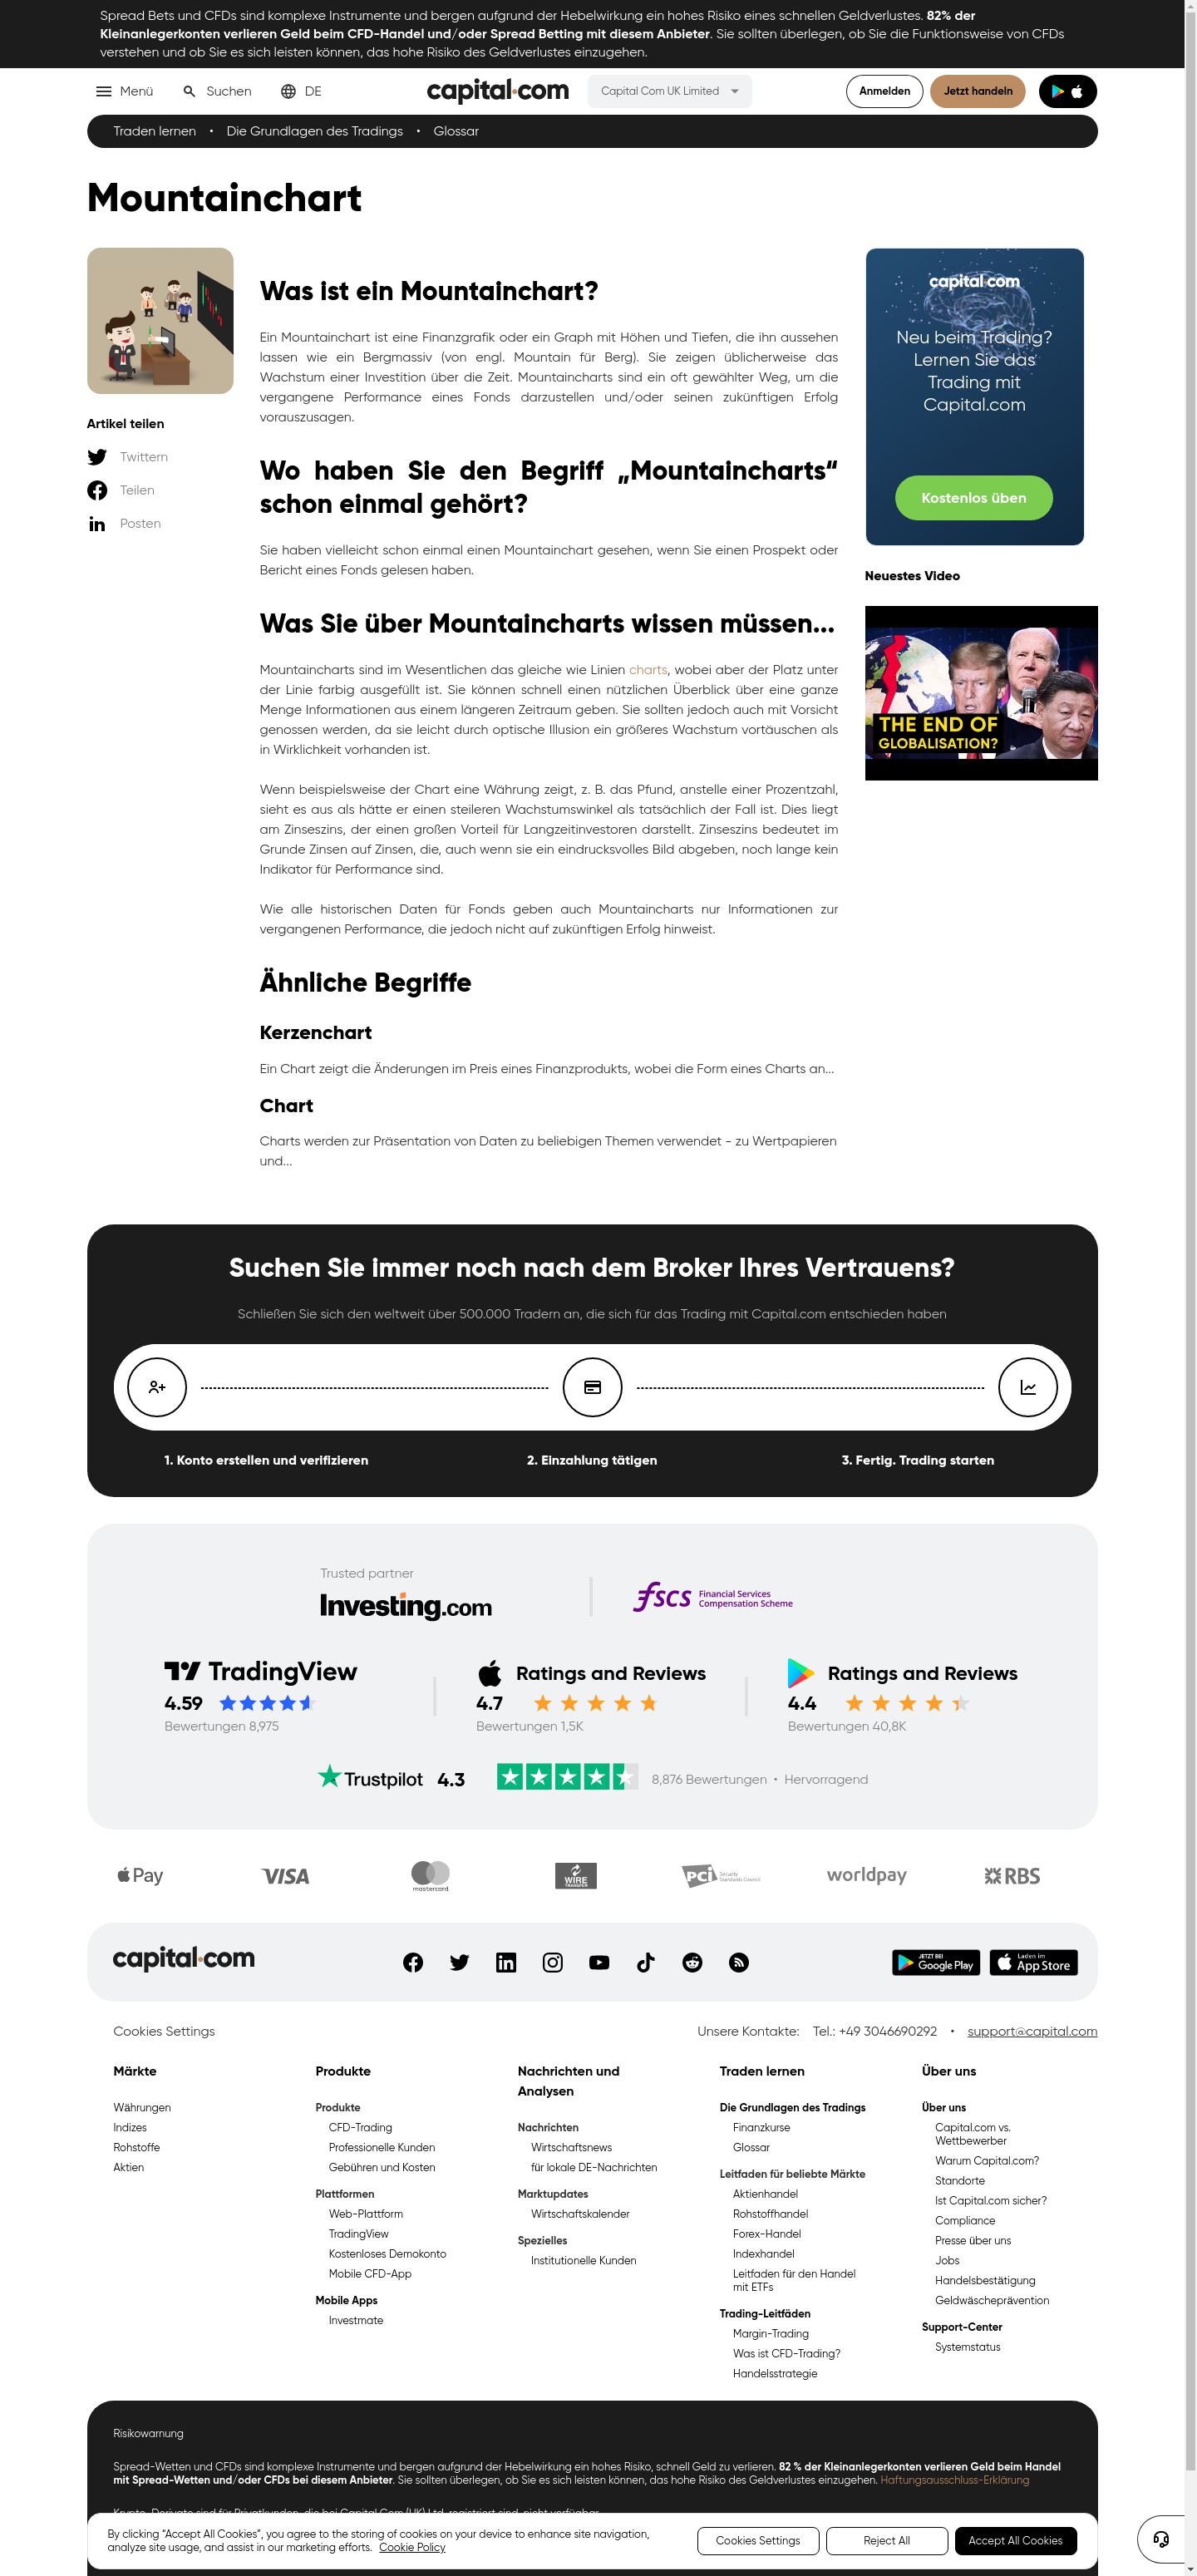 Spread Bets und CFDs sind komplexe Instrumente und bergen aufgrund der Hebelwirkung ein hohes Risiko eines schnellen Geldverlustes. 82% der
Kleinanlegerkonten verlieren Geld beim CFD-Handel und/oder Spread Betting mit diesem Anbieter. Sie sollten überlegen, ob Sie die Funktionsweise von CFDs
verstehen und ob Sie es sich leisten können, das hohe Risiko des Geldverlustes einzugehen.
Menü Suchen DE capital.com Capital Com UK Limited Anmelden Jetzt handeln
Traden lernen • Die Grundlagen des Tradings • Glossar
Mountainchart
Artikel teilen
Twittern
Teilen
Posten
Was ist ein Mountainchart?
Ein Mountainchart ist eine Finanzgrafik oder ein Graph mit Höhen und Tiefen, die ihn aussehen
lassen wie ein Bergmassiv (von engl. Mountain für Berg). Sie zeigen üblicherweise das
Wachstum einer Investition über die Zeit. Mountaincharts sind ein oft gewählter Weg, um die
vergangene Performance eines Fonds darzustellen und/oder seinen zukünftigen Erfolg
vorauszusagen.
Wo haben Sie den Begriff „Mountaincharts“
schon einmal gehört?
Sie haben vielleicht schon einmal einen Mountainchart gesehen, wenn Sie einen Prospekt oder
Bericht eines Fonds gelesen haben.
Was Sie über Mountaincharts wissen müssen...
Mountaincharts sind im Wesentlichen das gleiche wie Linien charts, wobei aber der Platz unter
der Linie farbig ausgefüllt ist. Sie können schnell einen nützlichen Überblick über eine ganze
Menge Informationen aus einem längeren Zeitraum geben. Sie sollten jedoch auch mit Vorsicht
genossen werden, da sie leicht durch optische Illusion ein größeres Wachstum vortäuschen als
in Wirklichkeit vorhanden ist.
Wenn beispielsweise der Chart eine Währung zeigt, z. B. das Pfund, anstelle einer Prozentzahl,
sieht es aus als hätte er einen steileren Wachstumswinkel als tatsächlich der Fall ist. Dies liegt
am Zinseszins, der einen großen Vorteil für Langzeitinvestoren darstellt. Zinseszins bedeutet im
Grunde Zinsen auf Zinsen, die, auch wenn sie ein eindrucksvolles Bild abgeben, noch lange kein
Indikator für Performance sind.
Wie alle historischen Daten für Fonds geben auch Mountaincharts nur Informationen zur
vergangenen Performance, die jedoch nicht auf zukünftigen Erfolg hinweist.
Ähnliche Begriffe
Kerzenchart
Ein Chart zeigt die Änderungen im Preis eines Finanzprodukts, wobei die Form eines Charts an...
Chart
Charts werden zur Präsentation von Daten zu beliebigen Themen verwendet - zu Wertpapieren
und...
capital.com
Neu beim Trading?
Lernen Sie das
Trading mit
Capital.com
Kostenlos üben
Neuestes Video
THE END OF
GLOBALISATION?
Suchen Sie immer noch nach dem Broker Ihres Vertrauens?
Schließen Sie sich den weltweit über 500.000 Tradern an, die sich für das Trading mit Capital.com entschieden haben
1. Konto erstellen und verifizieren 2. Einzahlung tätigen 3. Fertig. Trading starten
Trusted partner
Investing.com
fscs Financial Services
Compensation Scheme
TradingView
4.59
Bewertungen 8,975
Ratings and Reviews
4.7
Bewertungen 1,5K
Ratings and Reviews
4.4
Bewertungen 40,8K
Trustpilot 4.3 8,876 Bewertungen • Hervorragend
Pay VISA mastercard WIRE TRANSFER PCI Security Standards Council worldpay RBS
capital.com
JETZT BEI
Google Play
Laden im
App Store
Cookies Settings Unsere Kontakte: Tel.: +49 3046690292 • support@capital.com
Märkte
Währungen
Indizes
Rohstoffe
Aktien
Produkte
Produkte
CFD-Trading
Professionelle Kunden
Gebühren und Kosten
Plattformen
Web-Plattform
TradingView
Kostenloses Demokonto
Mobile CFD-App
Mobile Apps
Investmate
Nachrichten und
Analysen
Nachrichten
Wirtschaftsnews
für lokale DE-Nachrichten
Marktupdates
Wirtschaftskalender
Spezielles
Institutionelle Kunden
Traden lernen
Die Grundlagen des Tradings
Finanzkurse
Glossar
Leitfaden für beliebte Märkte
Aktienhandel
Rohstoffhandel
Forex-Handel
Indexhandel
Leitfaden für den Handel
mit ETFs
Trading-Leitfäden
Margin-Trading
Was ist CFD-Trading?
Handelsstrategie
Über uns
Über uns
Capital.com vs.
Wettbewerber
Warum Capital.com?
Standorte
Ist Capital.com sicher?
Compliance
Presse über uns
Jobs
Handelsbestätigung
Geldwäscheprävention
Support-Center
Systemstatus
Risikowarnung
Spread-Wetten und CFDs sind komplexe Instrumente und bergen aufgrund der Hebelwirkung ein hohes Risiko, schnell Geld zu verlieren. 82 % der Kleinanlegerkonten verlieren Geld beim Handel
mit Spread-Wetten und/oder CFDs bei diesem Anbieter. Sie sollten überlegen, ob Sie es sich leisten können, das hohe Risiko des Geldverlustes einzugehen. Haftungsausschluss-Erklärung
Krypto-Derivate sind für Privatkunden, die bei Capital Com (UK) Ltd. registriert sind, nicht verfügbar.
By clicking “Accept All Cookies”, you agree to the storing of cookies on your device to enhance site navigation,
analyze site usage, and assist in our marketing efforts. Cookie Policy
Cookies Settings Reject All Accept All Cookies